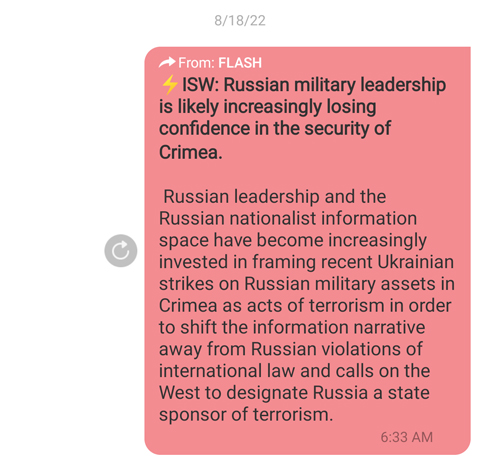 8/18/22
From: FLASH
⚡ISW: Russian military leadership
is likely increasingly losing
confidence in the security of
Crimea.
Russian leadership and the
Russian nationalist information
space have become increasingly
invested in framing recent Ukrainian
strikes on Russian military assets in
Crimea as acts of terrorism in order
to shift the information narrative
away from Russian violations of
international law and calls on the
West to designate Russia a state
sponsor of terrorism.
6:33 AM